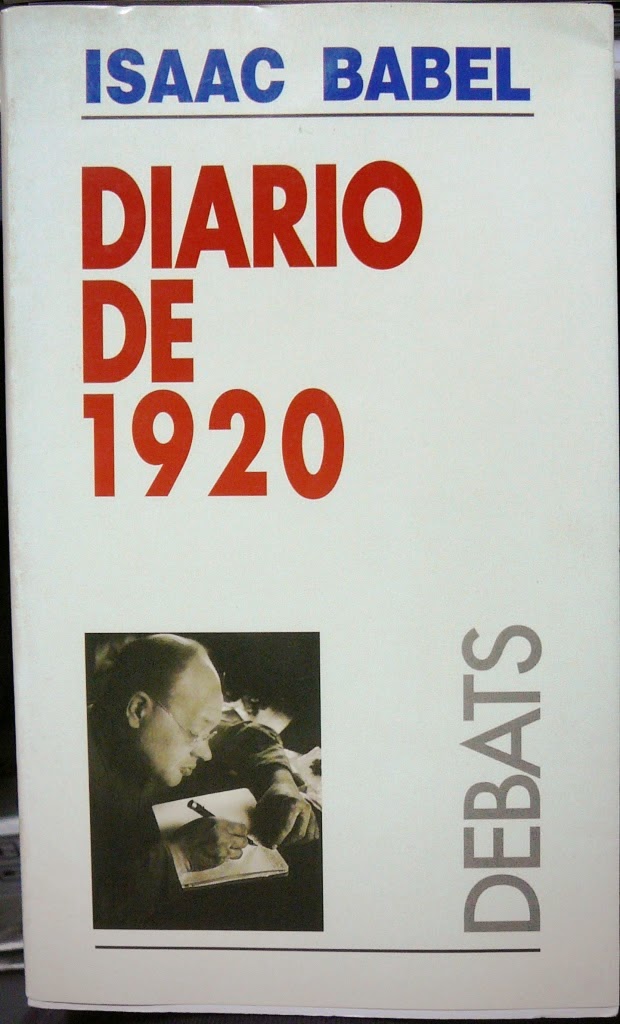 ISAAC BABEL
DIARIO
DE
1920
DEBATS